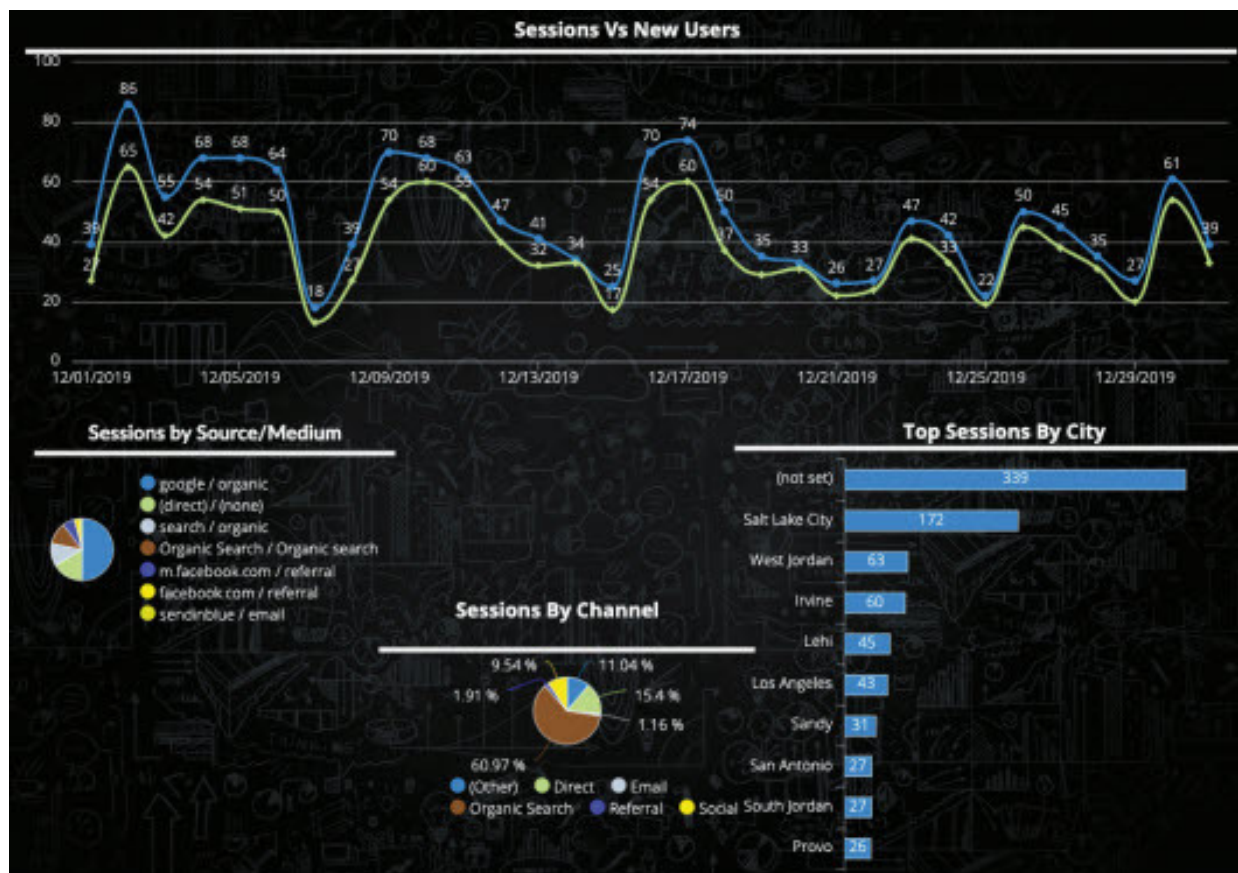 Sessions Vs New Users
100
80
60
40
20
0
86
65
39
55
42
68
54
68
51
64
50
18
39
27
70
54
68
60
63
55
47
41
32
34
25
17
70
54
74
60
50
37
35
33
26
27
47
42
33
22
50
45
35
27
61
39
12/01/2019 12/05/2019 12/09/2019 12/13/2019 12/17/2019 12/21/2019 12/25/2019 12/29/2019
PLAN
Sessions by Source/Medium
google / organic
(direct) / (none)
search / organic
Organic Search / Organic search
m.facebook.com / referral
facebook.com / referral
sendinblue / email
Sessions By Channel
9.54 % 11.04 %
1.91 % 15.4 %
1.16 %
60.97 %
(Other) Direct Email
Organic Search Referral Social
Top Sessions By City
(not set) 339
Salt Lake City 172
West Jordan 63
Irvine 60
Lehi 45
Los Angeles 43
Sandy 31
San Antonio 27
South Jordan 27
Provo 26